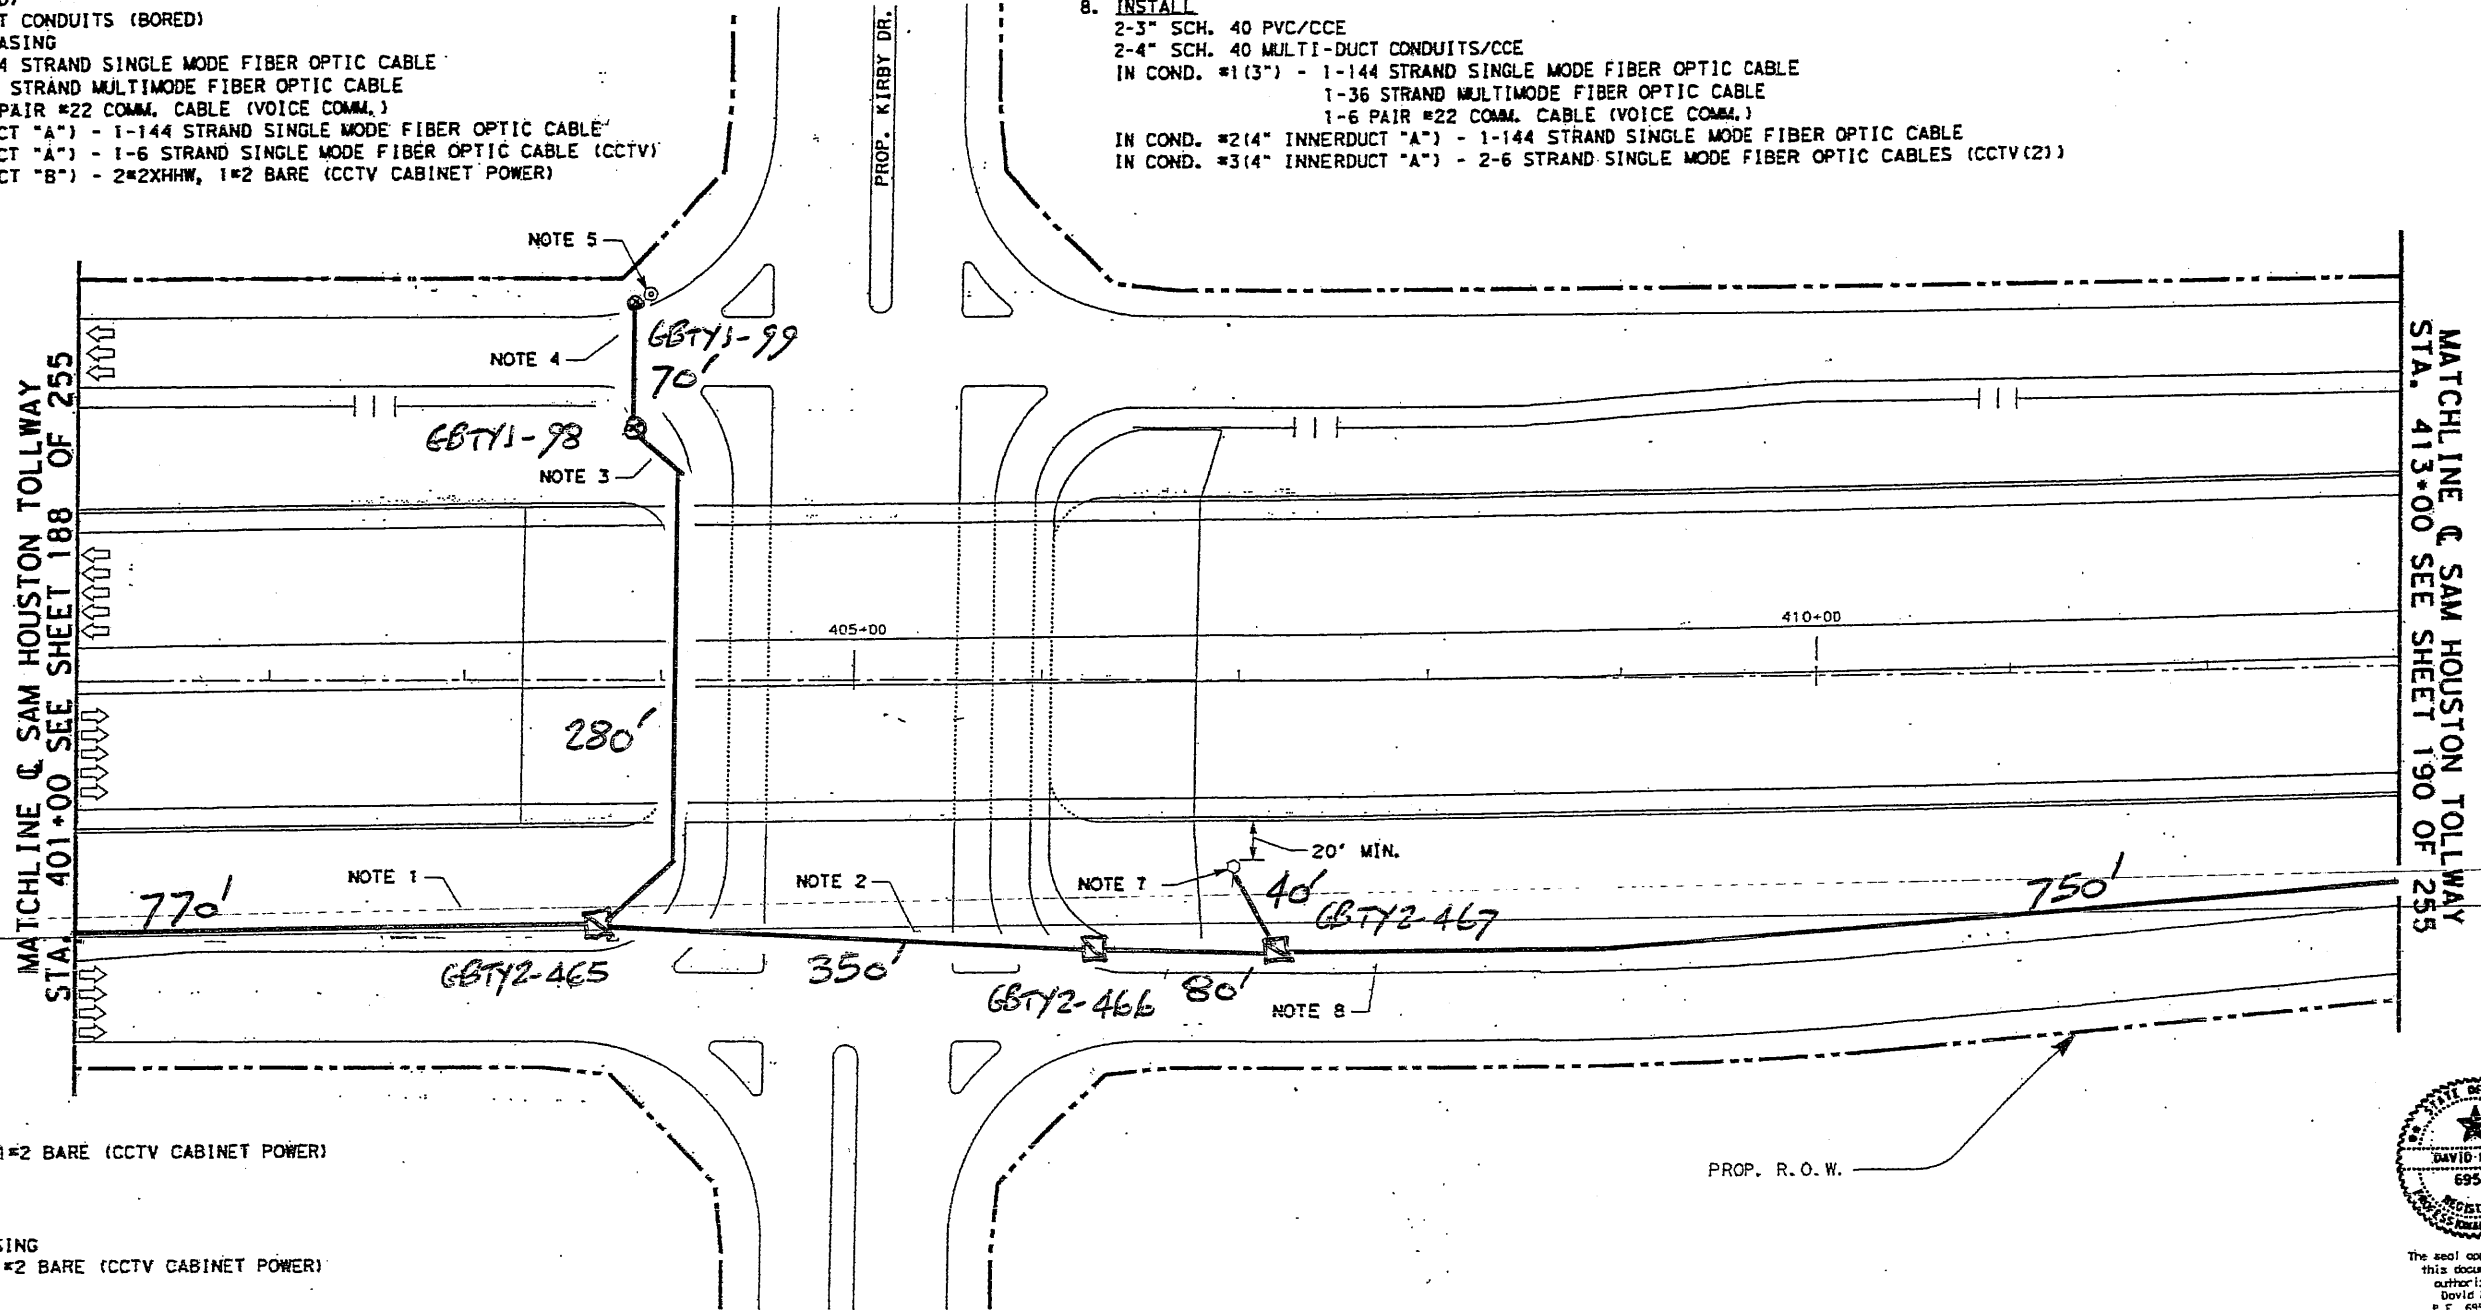 T CONDUITS (BORED)
ASING
4 STRAND SINGLE MODE FIBER OPTIC CABLE
STRAND MULTIMODE FIBER OPTIC CABLE
PAIR #22 COMM. CABLE (VOICE COMM.)
CT "A") - 1-144 STRAND SINGLE MODE FIBER OPTIC CABLE
CT "A") - 1-6 STRAND SINGLE MODE FIBER OPTIC CABLE (CCTV)
CT "B") - 2#2XHHW, 1#2 BARE (CCTV CABINET POWER)
PROP. KIRBY DR.
8. INSTALL
2-3" SCH. 40 PVC/CCE
2-4" SCH. 40 MULTI-DUCT CONDUITS/CCE
IN COND. #1(3") - 1-144 STRAND SINGLE MODE FIBER OPTIC CABLE
1-36 STRAND MULTIMODE FIBER OPTIC CABLE
1-6 PAIR #22 COMM. CABLE (VOICE COMM.)
IN COND. #2(4" INNERDUCT "A") - 1-144 STRAND SINGLE MODE FIBER OPTIC CABLE
IN COND. #3(4" INNERDUCT "A") - 2-6 STRAND SINGLE MODE FIBER OPTIC CABLES (CCTV(2))
NOTE 5
GBTY1-99
NOTE 4
70'
GBTY1-98
NOTE 3
MATCHLINE ℄ SAM HOUSTON TOLLWAY
STA. 401+00 SEE SHEET 188 OF 255
MATCHLINE ℄ SAM HOUSTON TOLLWAY
STA. 413+00 SEE SHEET 190 OF 255
405+00
410+00
280'
20' MIN.
NOTE 1
NOTE 2
NOTE 7
40'
750'
770'
GBTY2-467
GBTY2-465
350'
GBTY2-466
80'
NOTE 8
1#2 BARE (CCTV CABINET POWER)
PROP. R.O.W.
SING
#2 BARE (CCTV CABINET POWER)
STATE
DAVID
695
The seal
this docu
author
David
P.E. 695